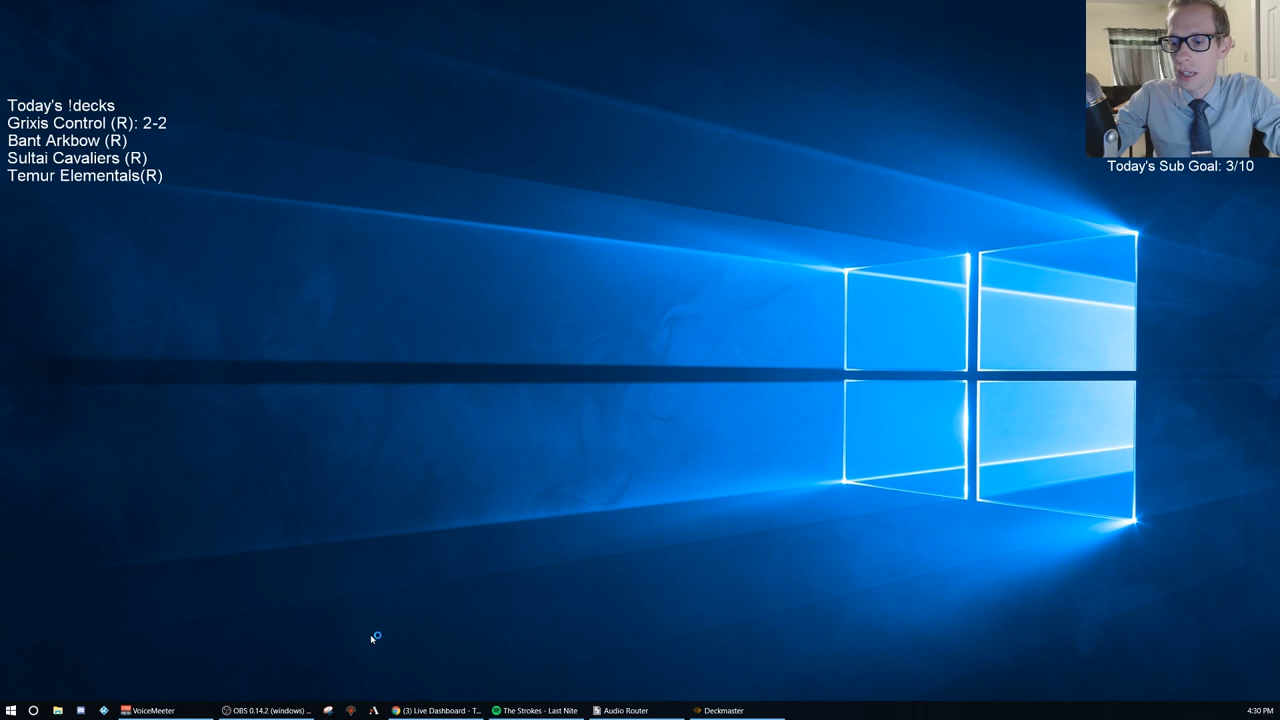 Today's !decks
Grixis Control (R): 2-2
Bant Arkbow (R)
Sultai Cavaliers (R)
Temur Elementals(R)
Today's Sub Goal: 3/10
VoiceMeeter
OBS 0.14.2 (windows) ...
(3) Live Dashboard - T...
The Strokes - Last Nite
Audio Router
Deckmaster
4:30 PM